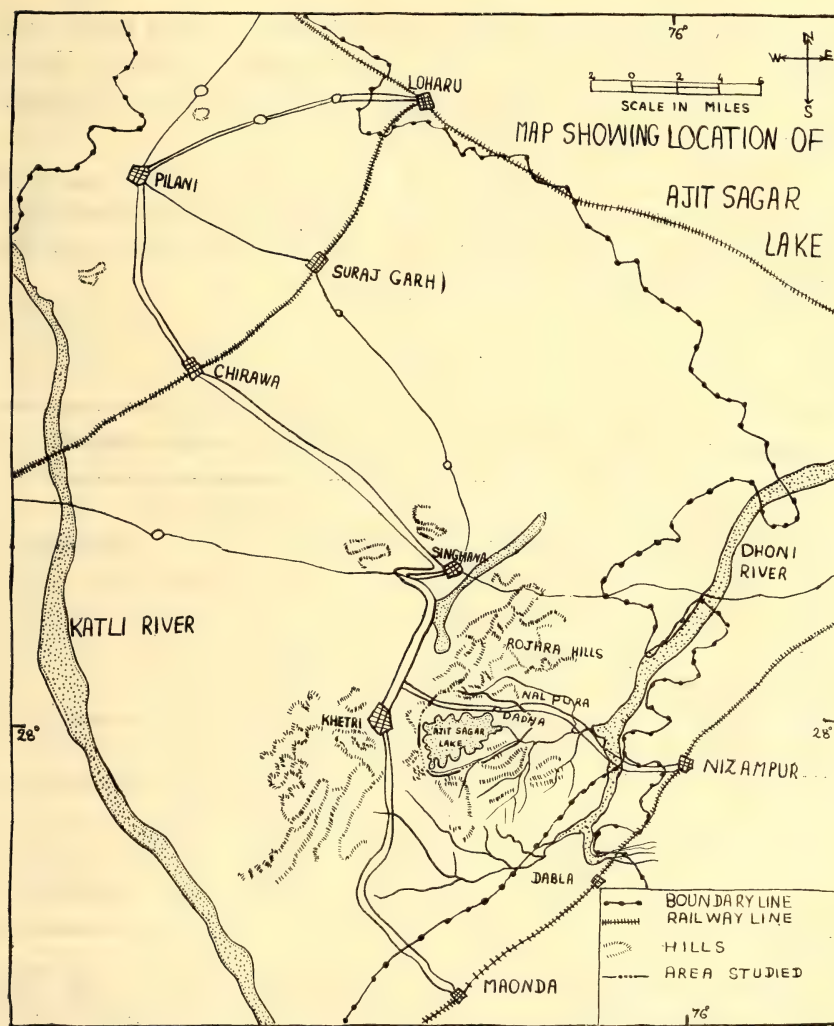 76°
N
W E
S
2 0 2 4 6
SCALE IN MILES
MAP SHOWING LOCATION OF
AJIT SAGAR
LAKE
LOHARU
PILANI
SURAJ GARH)
CHIRAWA
SINGHANA
DHONI
RIVER
KATLI RIVER
ROJARA HILLS
NALPURA
DADHA
KHETRI
AJIT SAGAR
LAKE
28°
28°
NIZAMPUR
DABLA
MAONDA
BOUNDARY LINE
RAILWAY LINE
HILLS
AREA STUDIED
76°